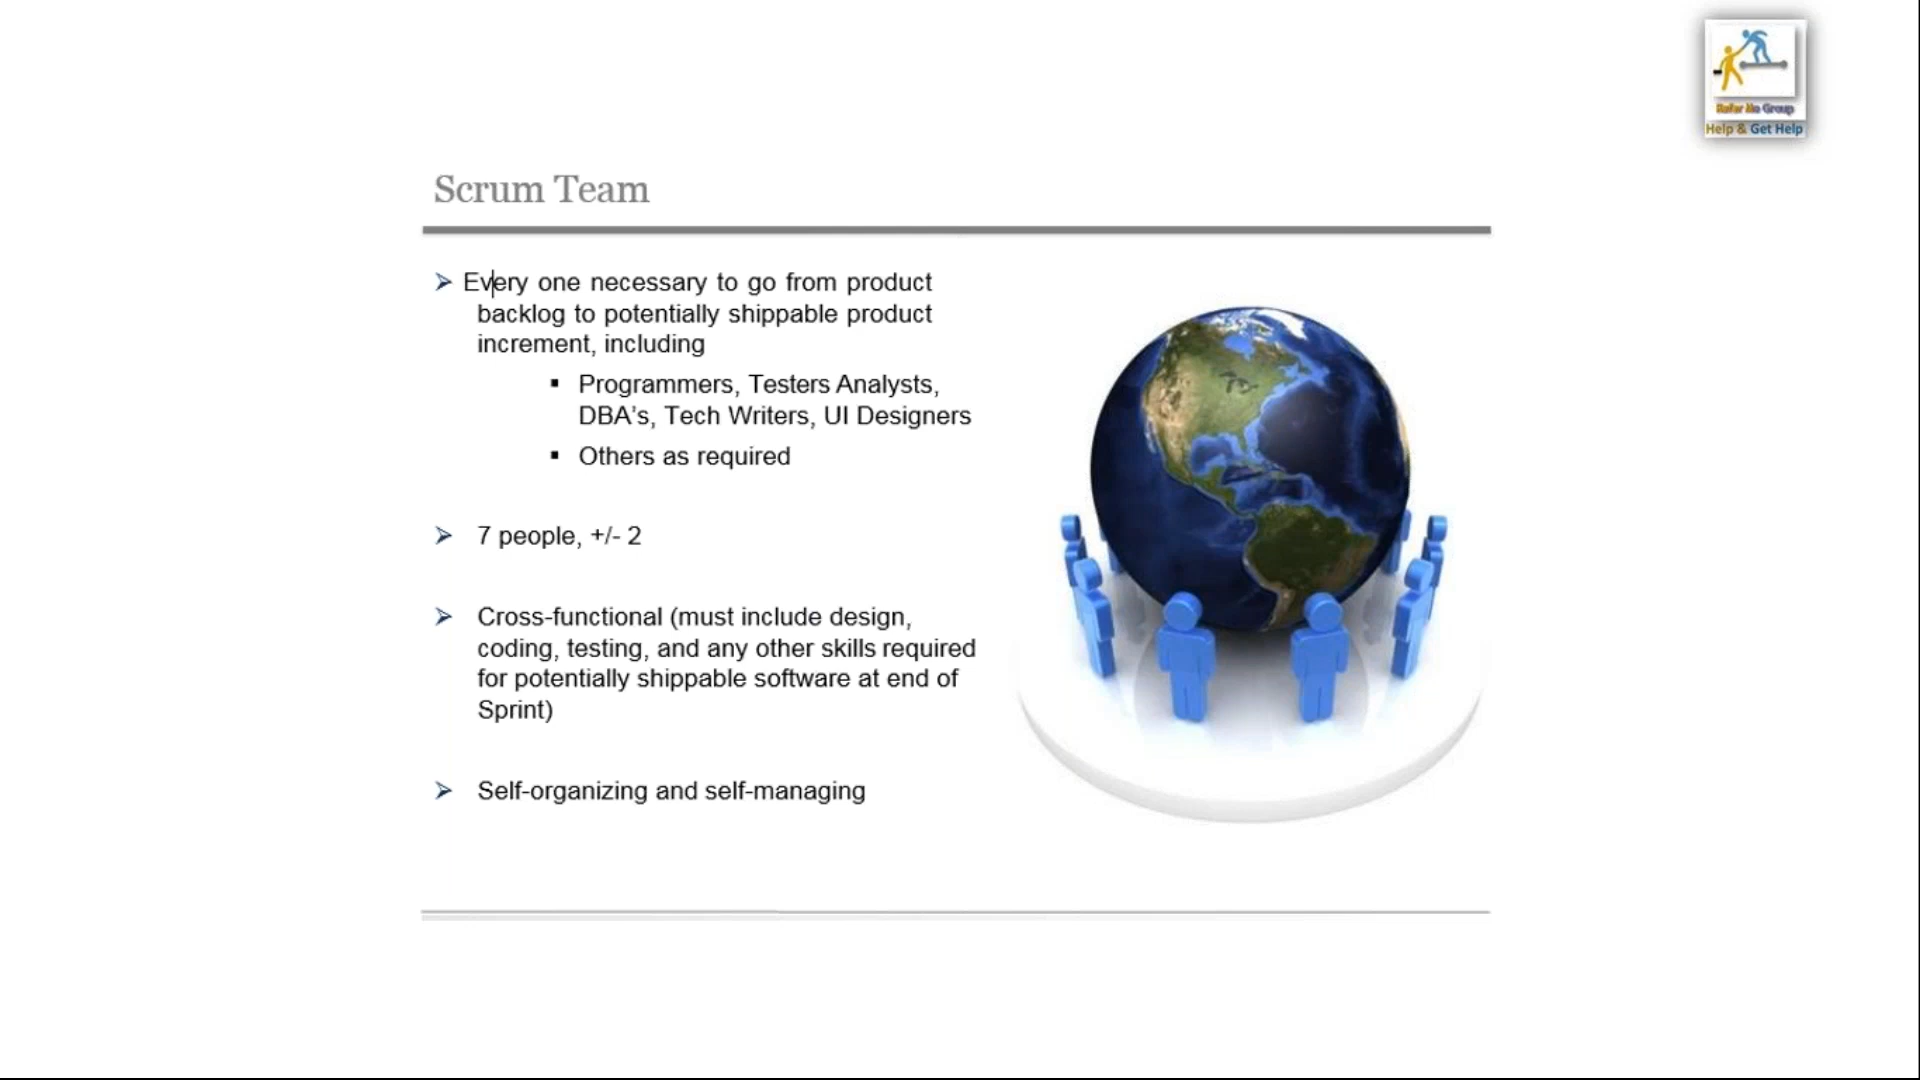 Refer Me Group
Help & Get Help
Scrum Team
➢ Every one necessary to go from product
backlog to potentially shippable product
increment, including
▪ Programmers, Testers Analysts,
DBA's, Tech Writers, UI Designers
▪ Others as required
➢ 7 people, +/- 2
➢ Cross-functional (must include design,
coding, testing, and any other skills required
for potentially shippable software at end of
Sprint)
➢ Self-organizing and self-managing